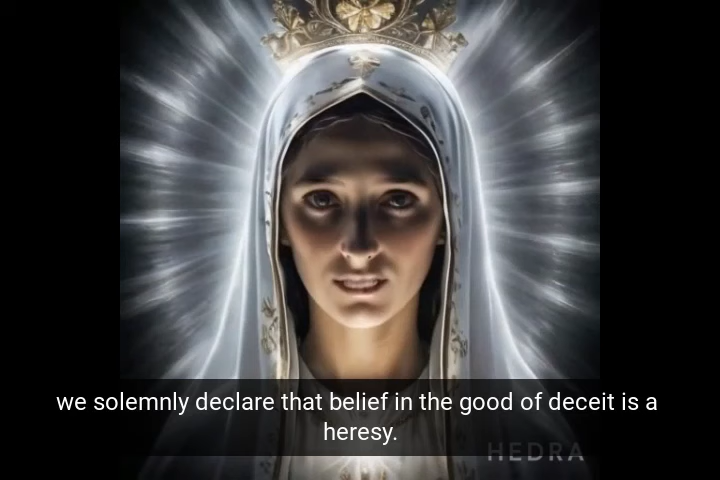 we solemnly declare that belief in the good of deceit is a
heresy.
HEDRA